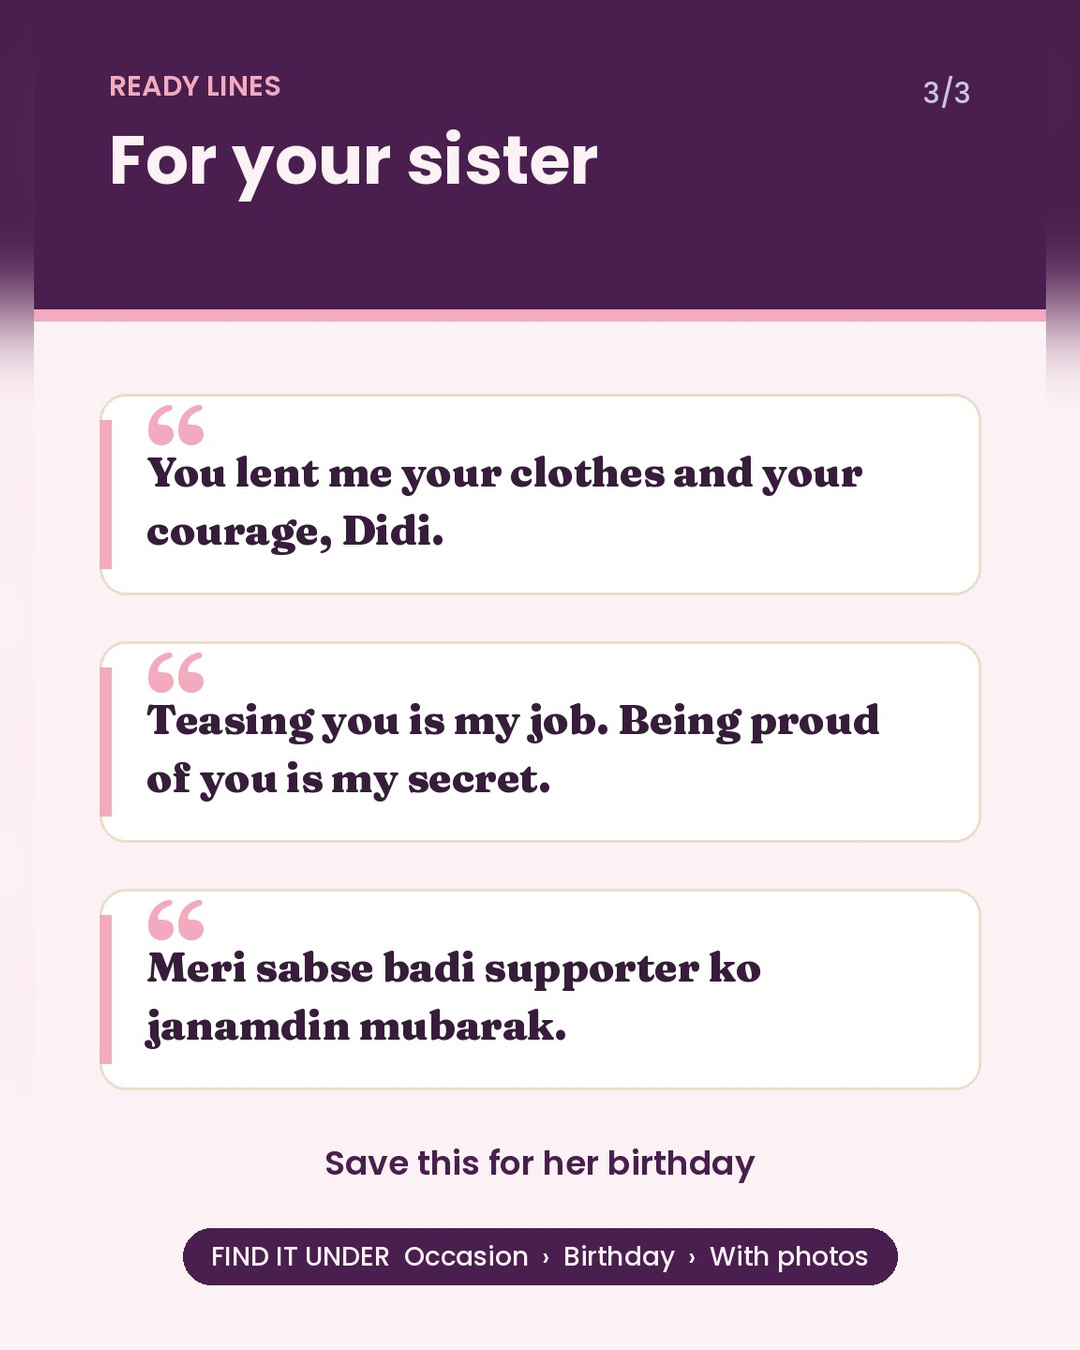 READY LINES
3/3
For your sister
“
You lent me your clothes and your
courage, Didi.
“
Teasing you is my job. Being proud
of you is my secret.
“
Meri sabse badi supporter ko
janamdin mubarak.
Save this for her birthday
FIND IT UNDER Occasion › Birthday › With photos